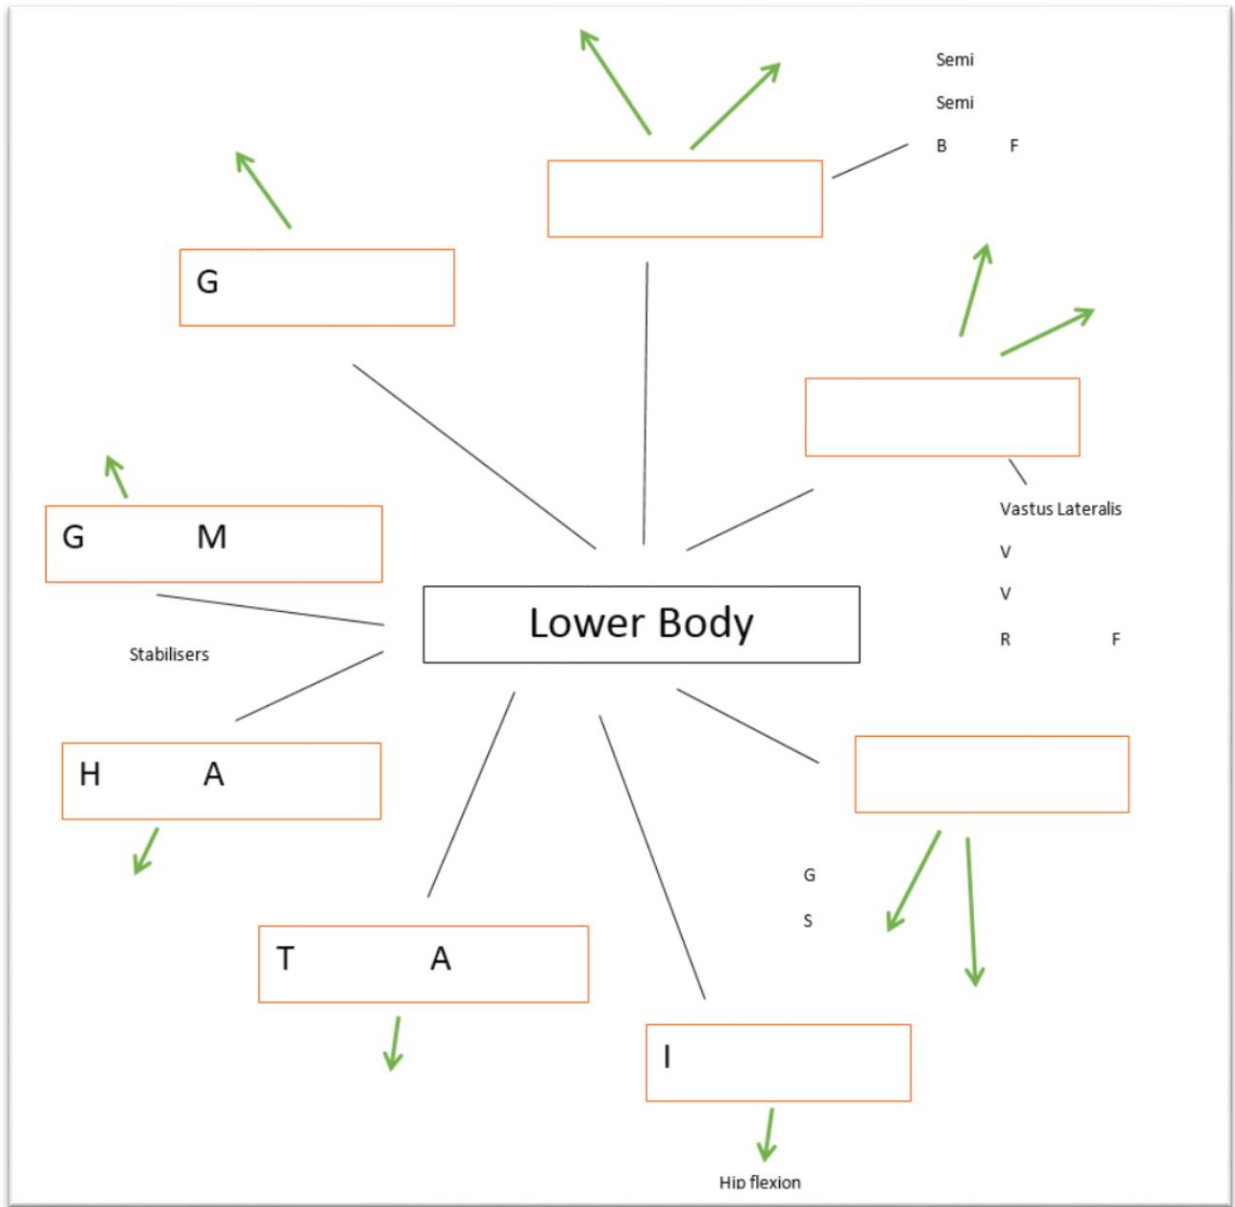 Semi
Semi
B F
G
G M
Vastus Lateralis
V
V
R F
Lower Body
Stabilisers
H A
G
S
T A
I
Hip flexion